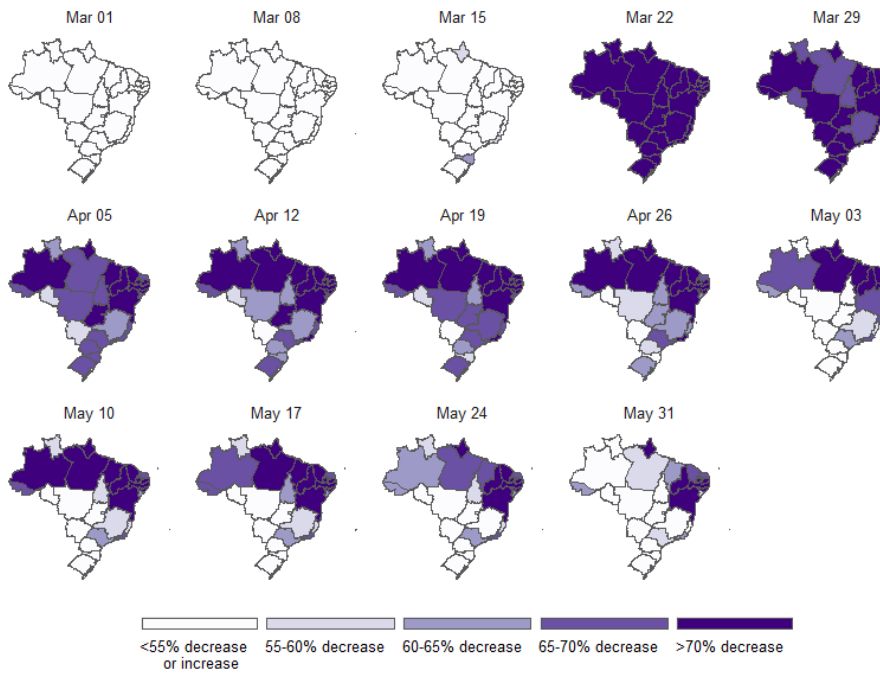 Mar 01 Mar 08 Mar 15 Mar 22 Mar 29
Apr 05 Apr 12 Apr 19 Apr 26 May 03
May 10 May 17 May 24 May 31
<55% decrease 55-60% decrease 60-65% decrease 65-70% decrease >70% decrease
or increase